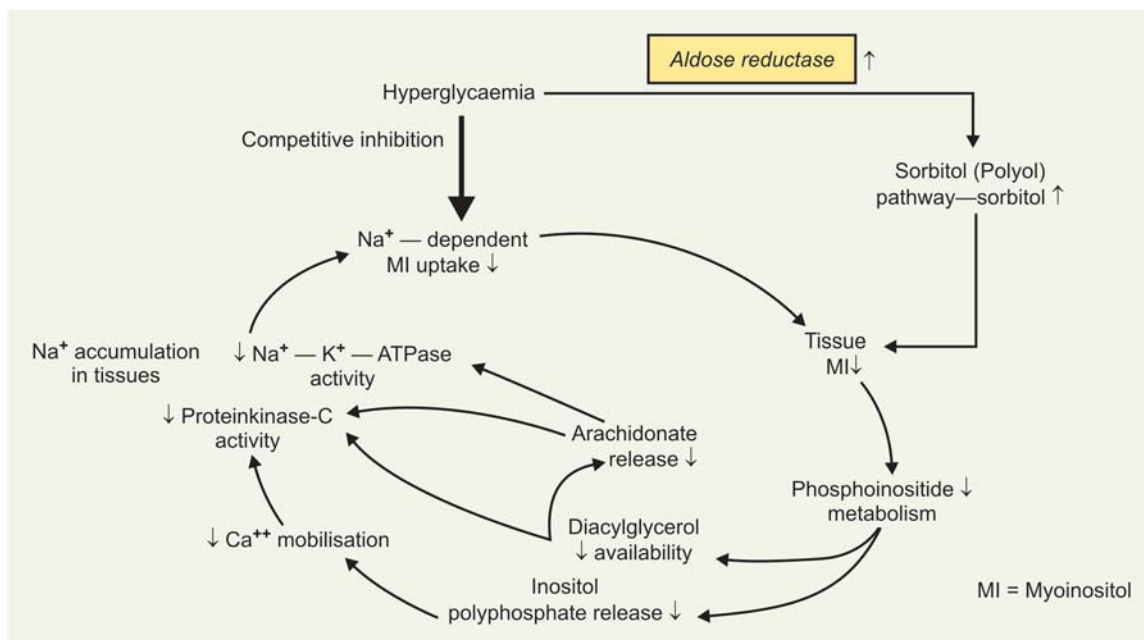 Aldose reductase ↑
Hyperglycaemia
Competitive inhibition
Sorbitol (Polyol)
pathway—sorbitol ↑
Na⁺ — dependent
MI uptake ↓
Tissue
MI↓
Na⁺ accumulation
in tissues
↓ Na⁺ — K⁺ — ATPase
activity
↓ Proteinkinase-C
activity
Arachidonate
release ↓
Phosphoinositide ↓
metabolism
Diacylglycerol
↓ availability
↓ Ca⁺⁺ mobilisation
Inositol
polyphosphate release ↓
MI = Myoinositol